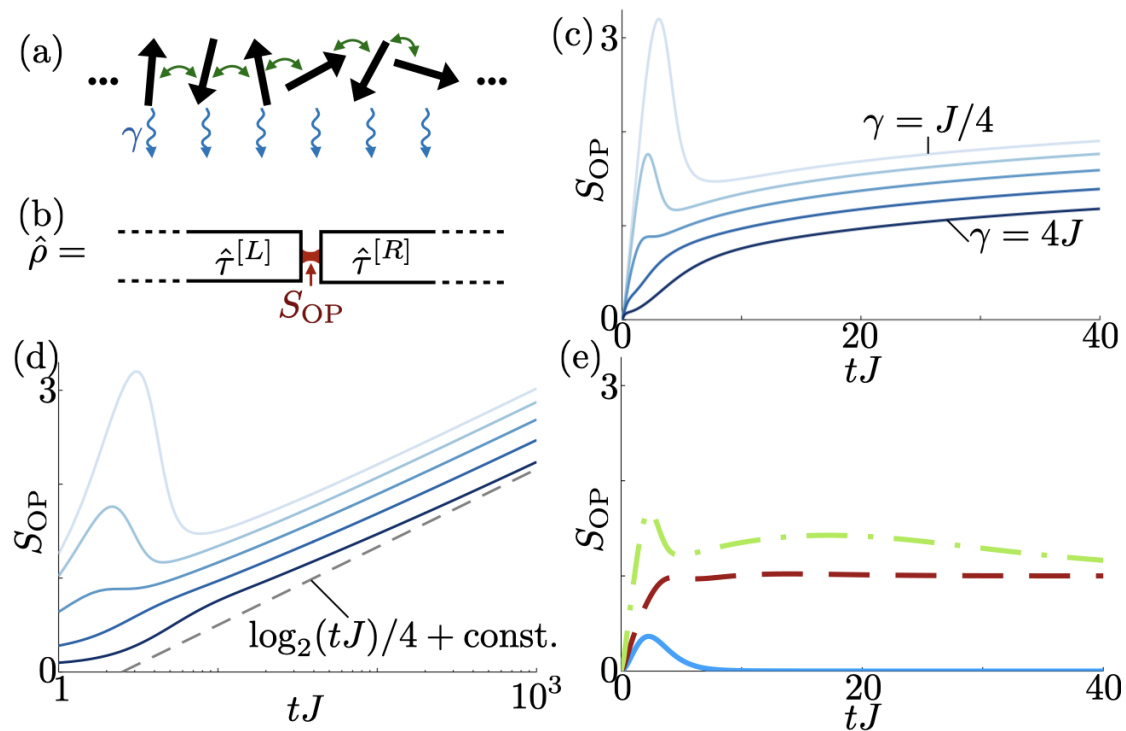 (a)
••• •••
γ
(b)
ρ̂ =
τ̂^[L] τ̂^[R]
S_OP
(c)
3
S_OP
γ = J/4
γ = 4J
0
0 20 40
tJ
(d)
3
S_OP
log₂(tJ)/4 + const.
0
1 10³
tJ
(e)
3
S_OP
0
0 20 40
tJ